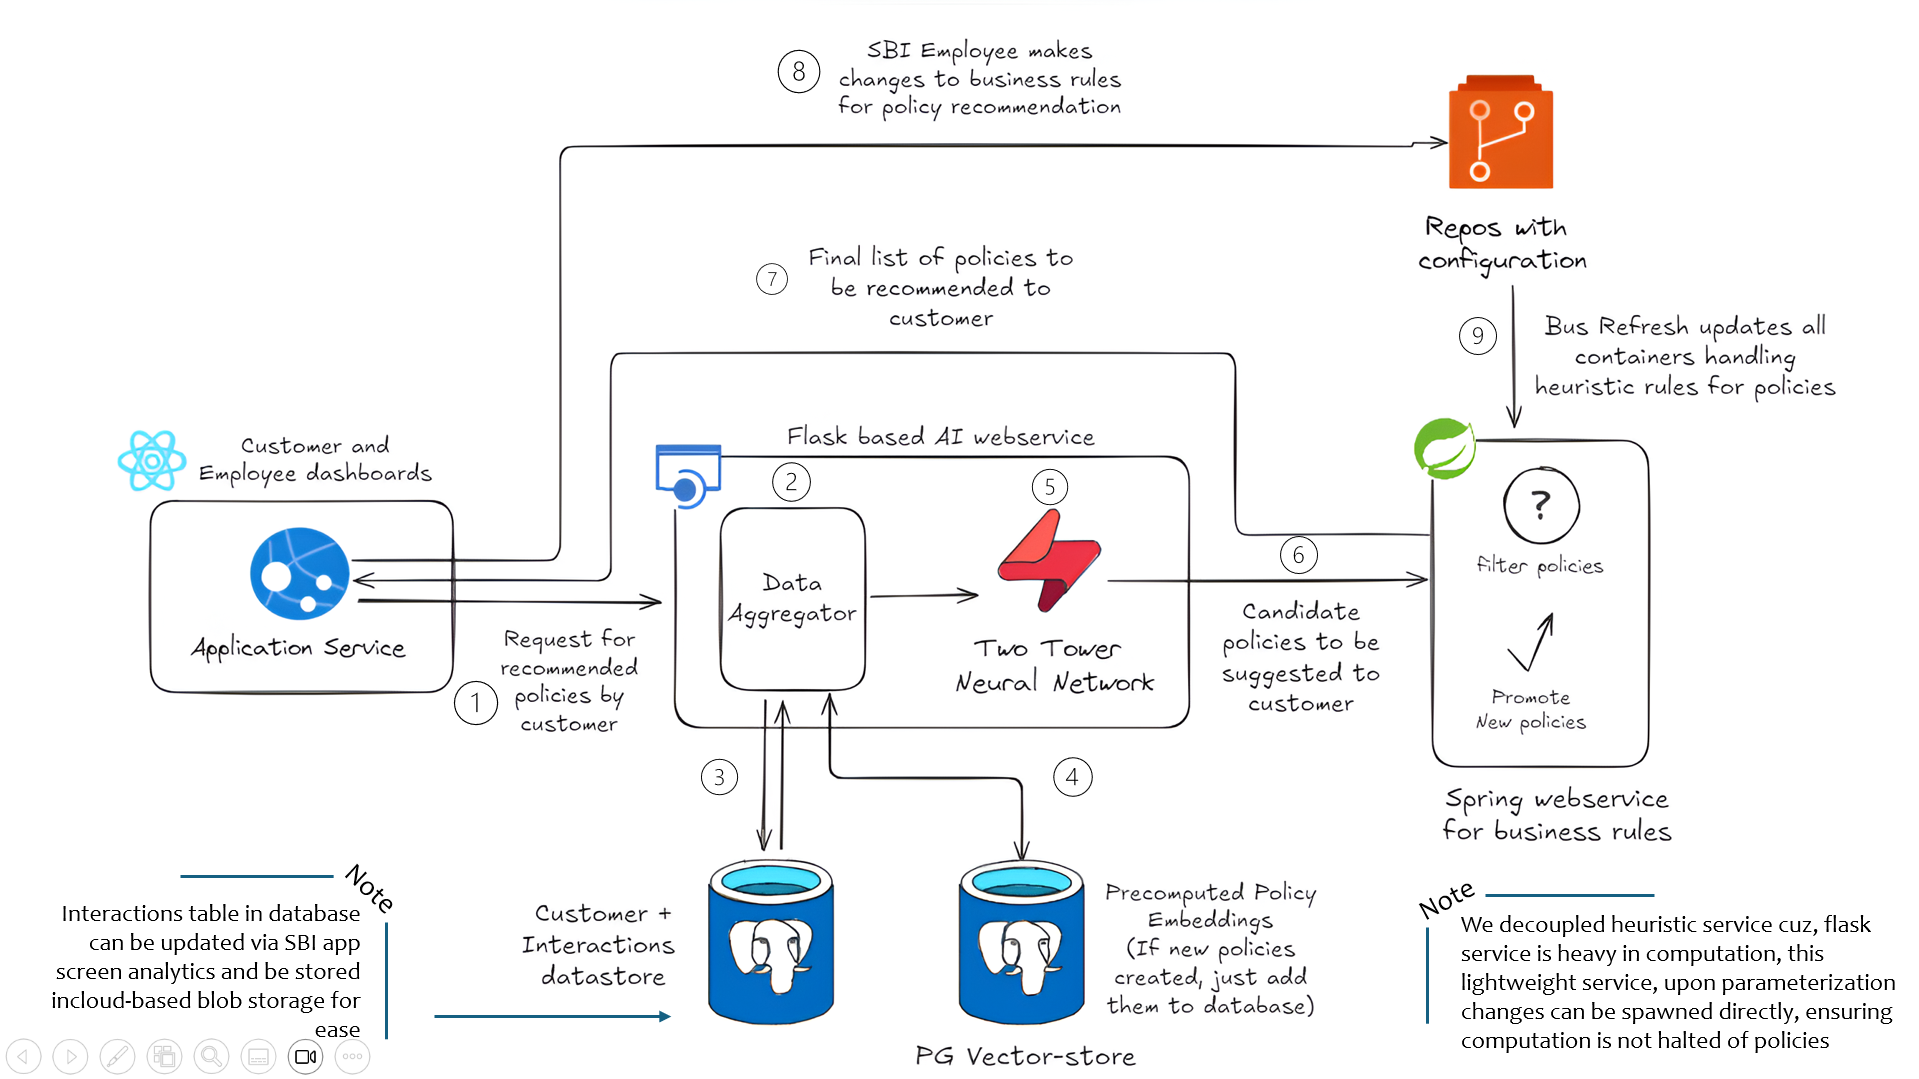 8
SBI Employee makes
changes to business rules
for policy recommendation
Repos with
configuration
7
Final list of policies to
be recommended to
customer
9
Bus Refresh updates all
containers handling
heuristic rules for policies
Customer and
Employee dashboards
Application Service
1
Request for
recommended
policies by
customer
Flask based AI webservice
2
Data
Aggregator
5
Two Tower
Neural Network
6
Candidate
policies to be
suggested to
customer
?
Filter policies
Promote
New policies
Spring webservice
for business rules
3
4
Customer +
Interactions
datastore
Precomputed Policy
Embeddings
(If new policies
created, just add
them to database)
PG Vector-store
Note
Interactions table in database
can be updated via SBI app
screen analytics and be stored
incloud-based blob storage for
ease
Note
We decoupled heuristic service cuz, flask
service is heavy in computation, this
lightweight service, upon parameterization
changes can be spawned directly, ensuring
computation is not halted of policies